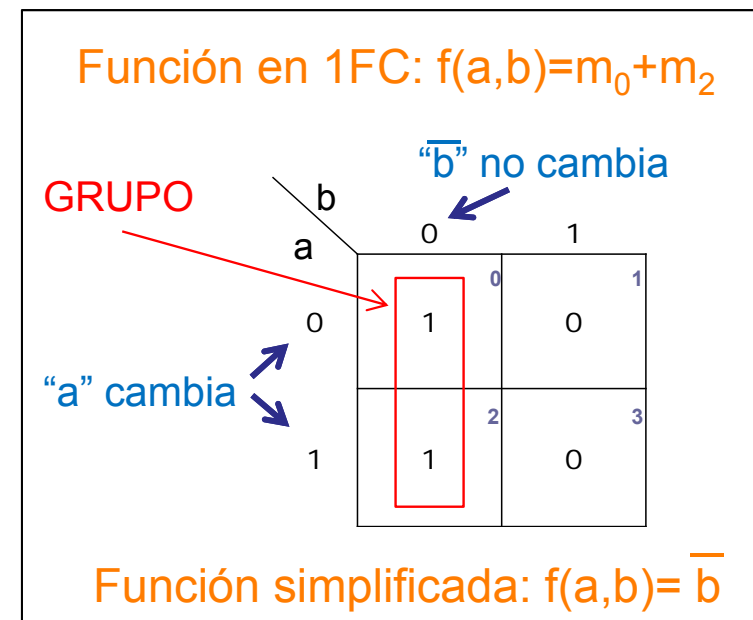 Función en 1FC: f(a,b)=m₀+m₂
“b̅” no cambia
GRUPO
b
a
0 1
0 1
0 1 0
“a” cambia
2 3
1 1 0
Función simplificada: f(a,b)= b̅